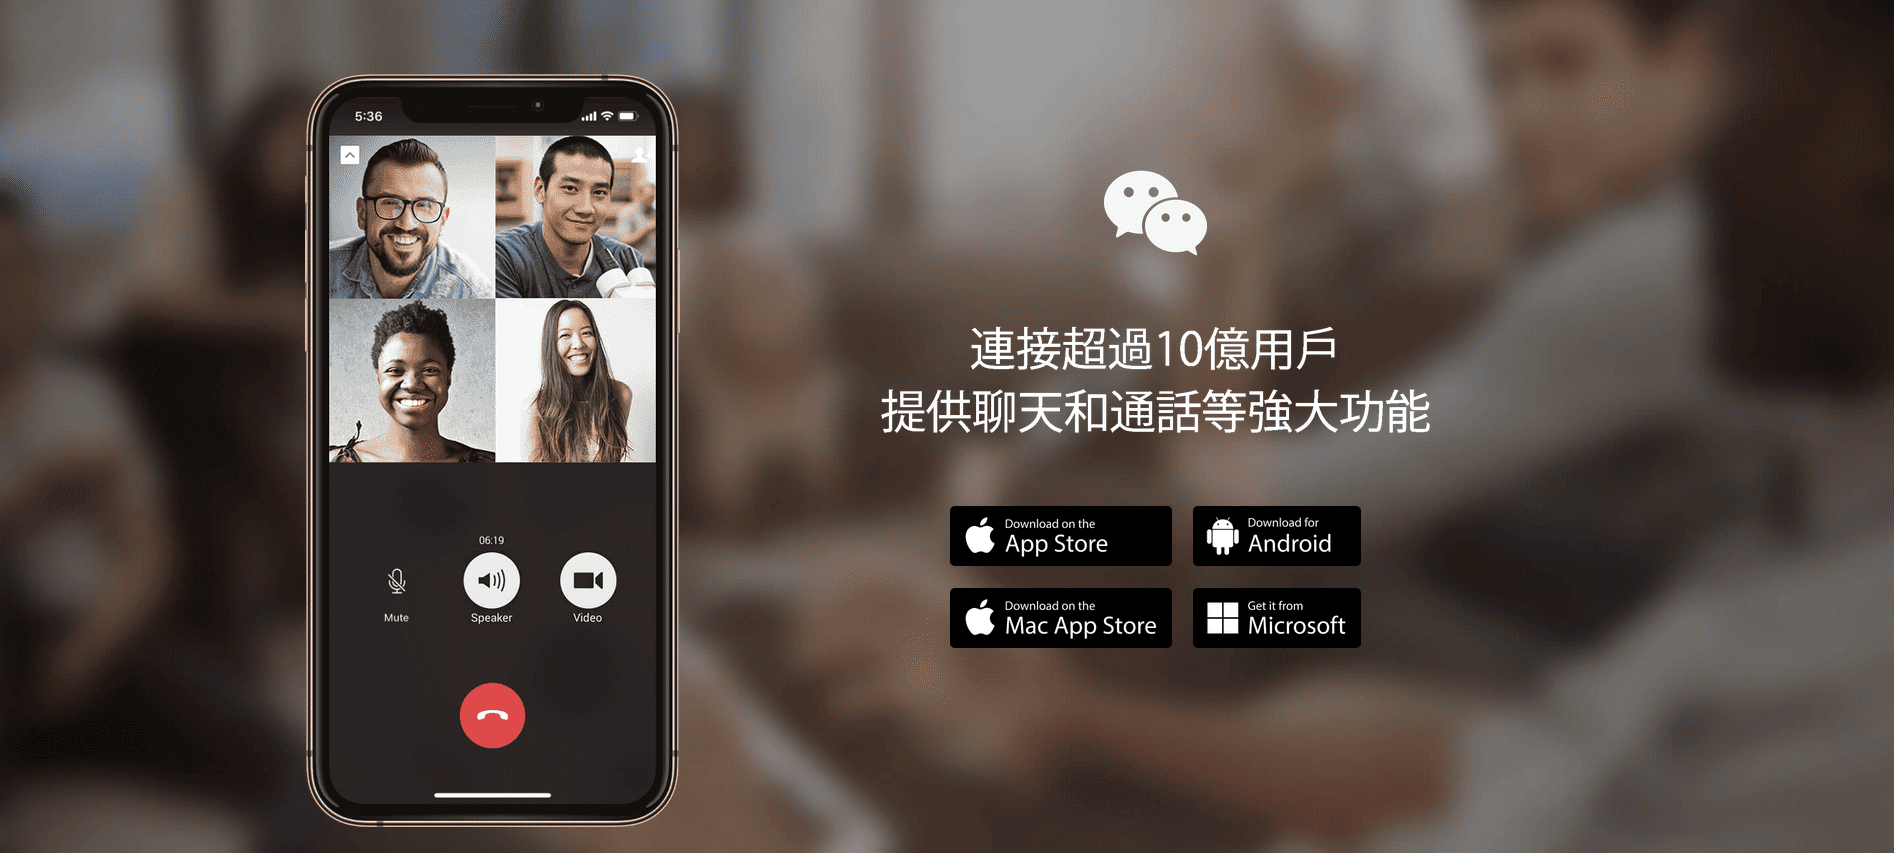 5:36
06:19
Mute
Speaker
Video
連接超過10億用戶
提供聊天和通話等強大功能
Download on the
App Store
Download for
Android
Download on the
Mac App Store
Get it from
Microsoft